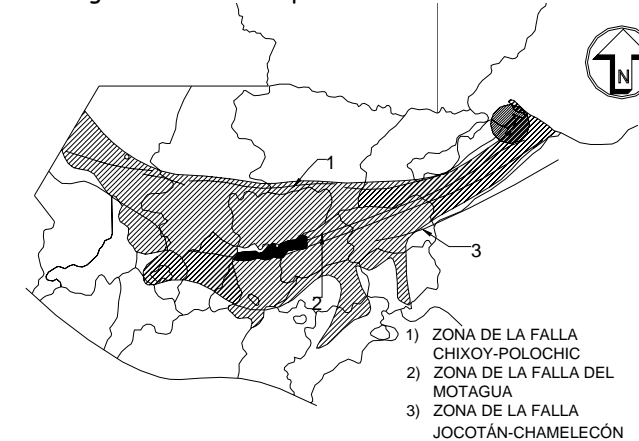 N
1
3
2
1) ZONA DE LA FALLA
CHIXOY-POLOCHIC
2) ZONA DE LA FALLA DEL
MOTAGUA
3) ZONA DE LA FALLA
JOCOTÁN-CHAMELECÓN